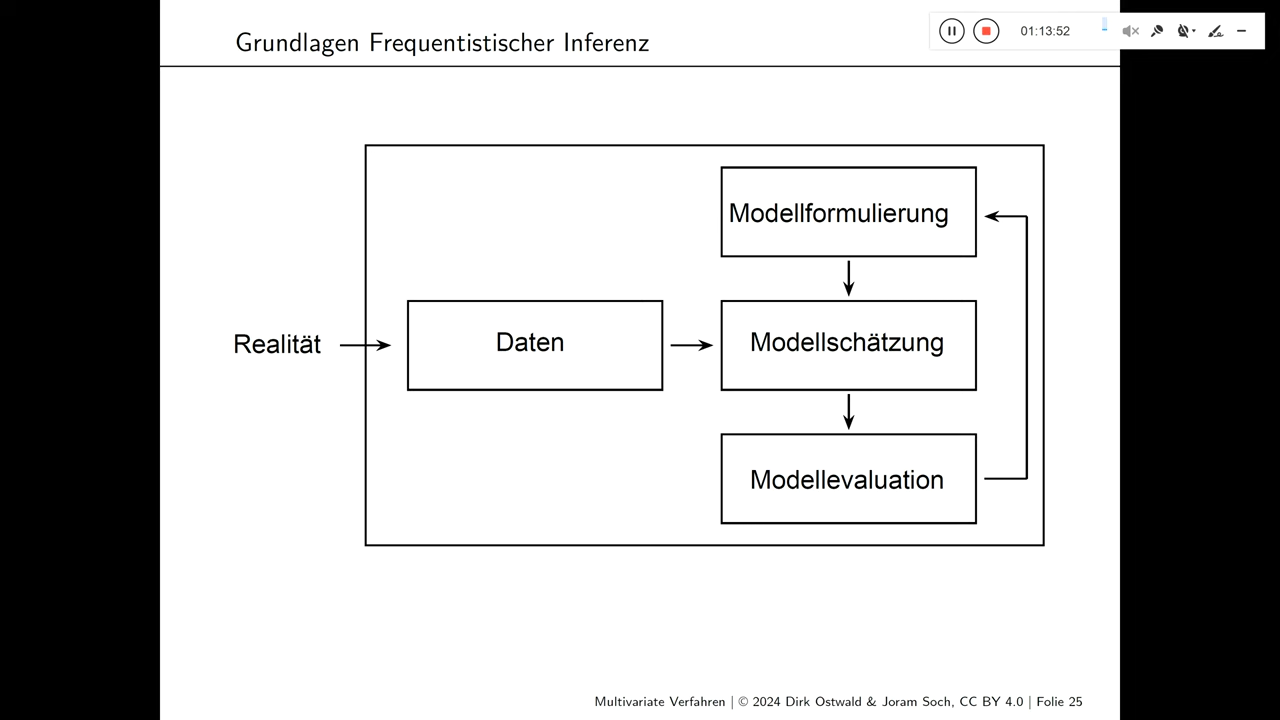 Grundlagen Frequentistischer Inferenz
01:13:52
Modellformulierung
Realität
Daten
Modellschätzung
Modellevaluation
Multivariate Verfahren | © 2024 Dirk Ostwald & Joram Soch, CC BY 4.0 | Folie 25